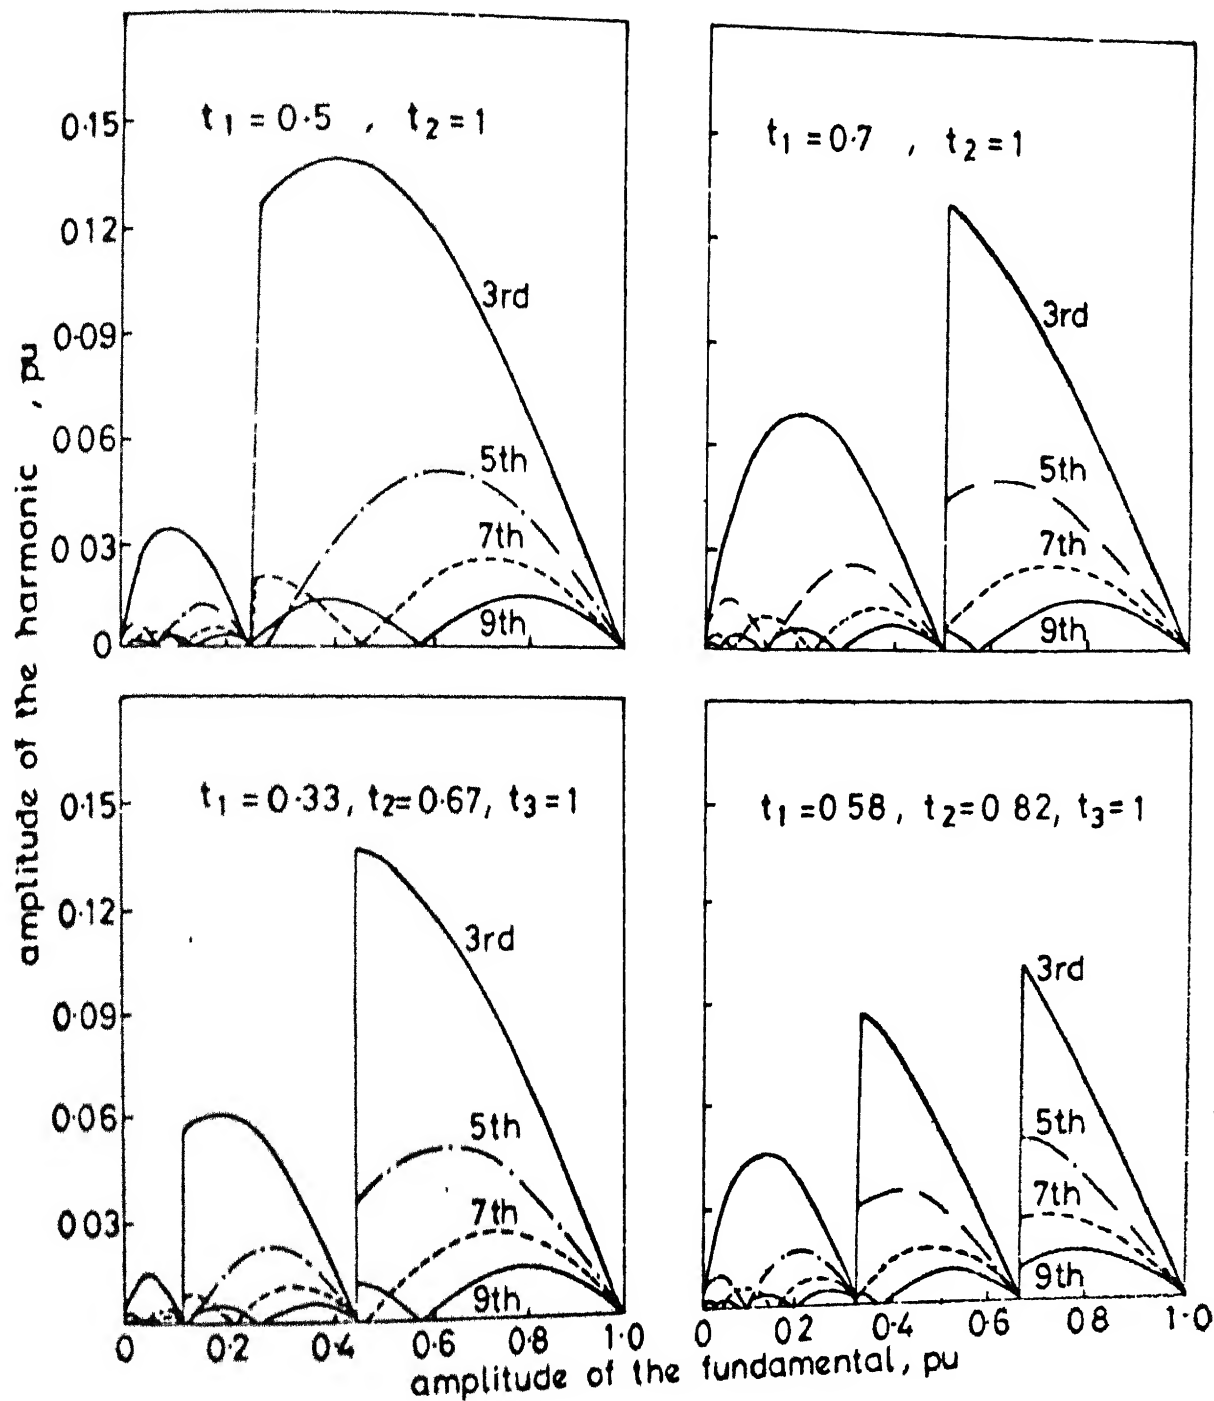 amplitude of the harmonic , pu
t1 = 0.5 , t2 = 1
0.15
0 12
0.09
0 06
0 03
0
3rd
5th
7th
9th
t1 = 0.7 , t2 = 1
3rd
5th
7th
9th
t1 = 0.33, t2= 0.67, t3 = 1
0.15
0.12
0.09
0.06
0 03
3rd
5th
7th
9th
0 0.2 0.4 0.6 0.8 1.0
t1 = 0 58, t2=0 82, t3 = 1
3rd
5th
7th
9th
0 0.2 0.4 0.6 0.8 1.0
amplitude of the fundamental, pu